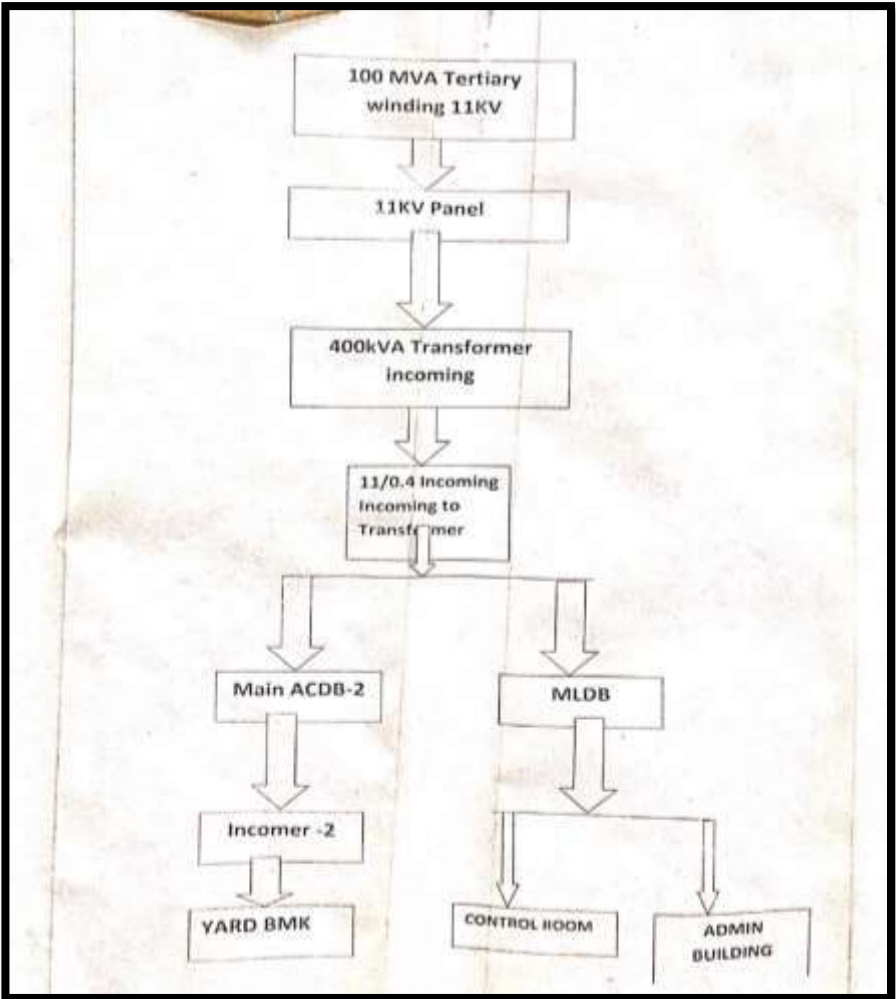 100 MVA Tertiary
winding 11KV
11KV Panel
400kVA Transformer
incoming
11/0.4 Incoming
Incoming to
Transformer
Main ACDB-2
MLDB
Incomer -2
YARD BMK
CONTROL ROOM
ADMIN
BUILDING